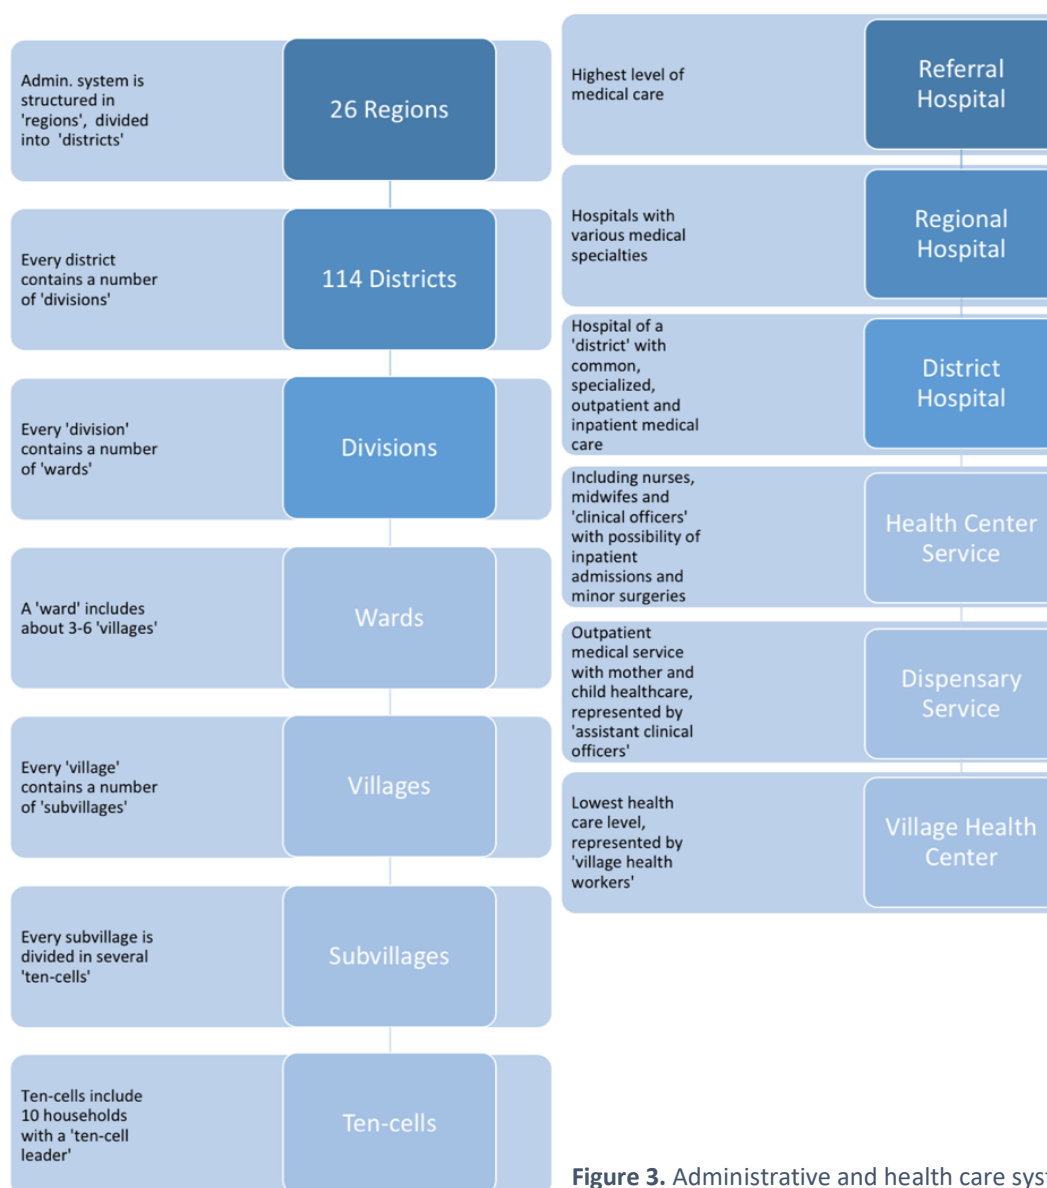 Admin. system is
structured in
'regions', divided
into 'districts'
26 Regions
Every district
contains a number
of 'divisions'
114 Districts
Every 'division'
contains a number
of 'wards'
Divisions
A 'ward' includes
about 3-6 'villages'
Wards
Every 'village'
contains a number
of 'subvillages'
Villages
Every subvillage is
divided in several
'ten-cells'
Subvillages
Ten-cells include
10 households
with a 'ten-cell
leader'
Ten-cells
Highest level of
medical care
Referral
Hospital
Hospitals with
various medical
specialties
Regional
Hospital
Hospital of a
'district' with
common,
specialized,
outpatient and
inpatient medical
care
District
Hospital
Including nurses,
midwifes and
'clinical officers'
with possibility of
inpatient
admissions and
minor surgeries
Health Center
Service
Outpatient
medical service
with mother and
child healthcare,
represented by
'assistant clinical
officers'
Dispensary
Service
Lowest health
care level,
represented by
'village health
workers'
Village Health
Center
Figure 3. Administrative and health care